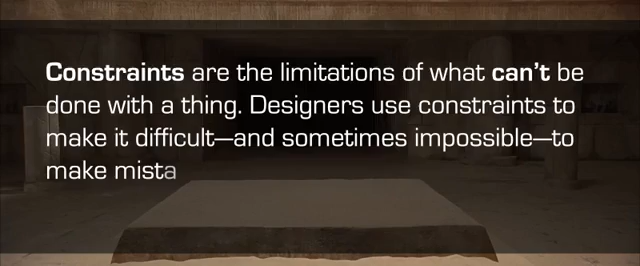 Constraints are the limitations of what can't be
done with a thing. Designers use constraints to
make it difficult—and sometimes impossible—to
make mista